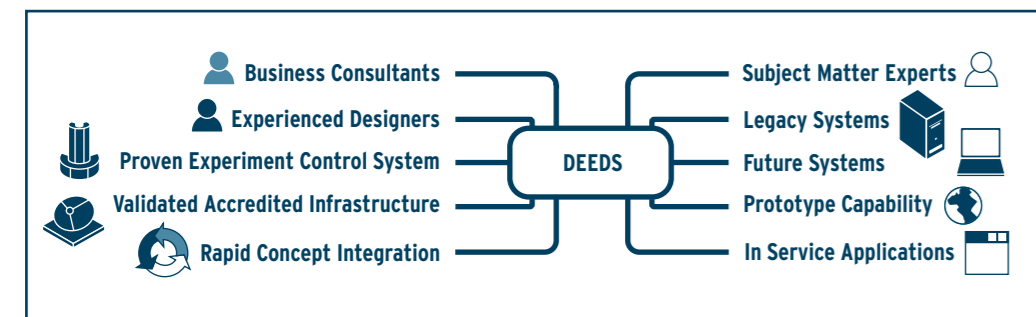 Business Consultants
Experienced Designers
Proven Experiment Control System
Validated Accredited Infrastructure
Rapid Concept Integration
DEEDS
Subject Matter Experts
Legacy Systems
Future Systems
Prototype Capability
In Service Applications